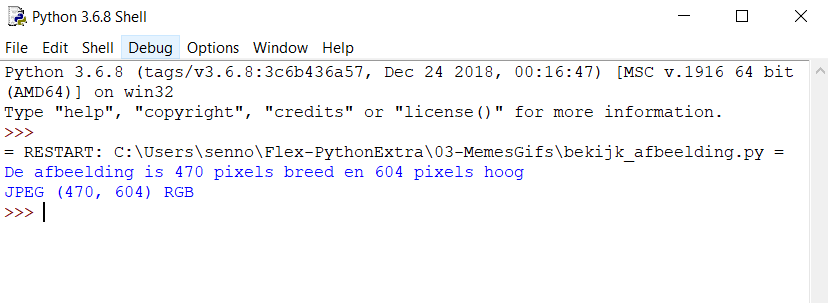 Python 3.6.8 Shell
File Edit Shell Debug Options Window Help
Python 3.6.8 (tags/v3.6.8:3c6b436a57, Dec 24 2018, 00:16:47) [MSC v.1916 64 bit
(AMD64)] on win32
Type "help", "copyright", "credits" or "license()" for more information.
>>>
= RESTART: C:\Users\senno\Flex-PythonExtra\03-MemesGifs\bekijk_afbeelding.py =
De afbeelding is 470 pixels breed en 604 pixels hoog
JPEG (470, 604) RGB
>>>